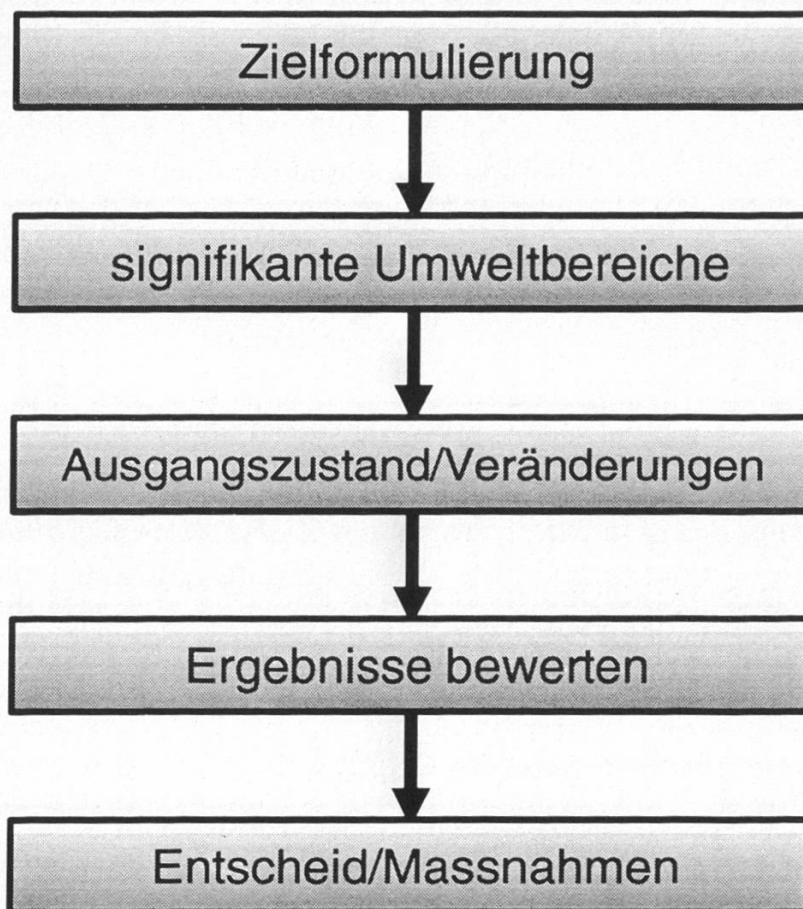 Zielformulierung
signifikante Umweltbereiche
Ausgangszustand/Veränderungen
Ergebnisse bewerten
Entscheid/Massnahmen